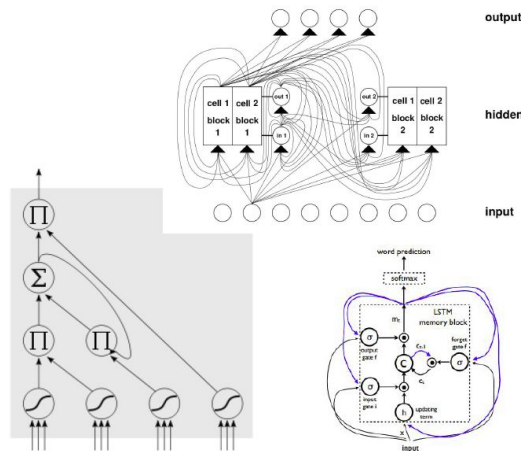 output
cell 1 cell 2 out 1 out 2 cell 1 cell 2
hidden
block 1 block 1 in 1 in 2 block 2 block 2
input
Π
Σ
Π Π
word prediction
softmax
LSTM
memory block
σ
output
gate f
C
forget
gate f
σ
σ
input
gate i
h
updating
term
x
input